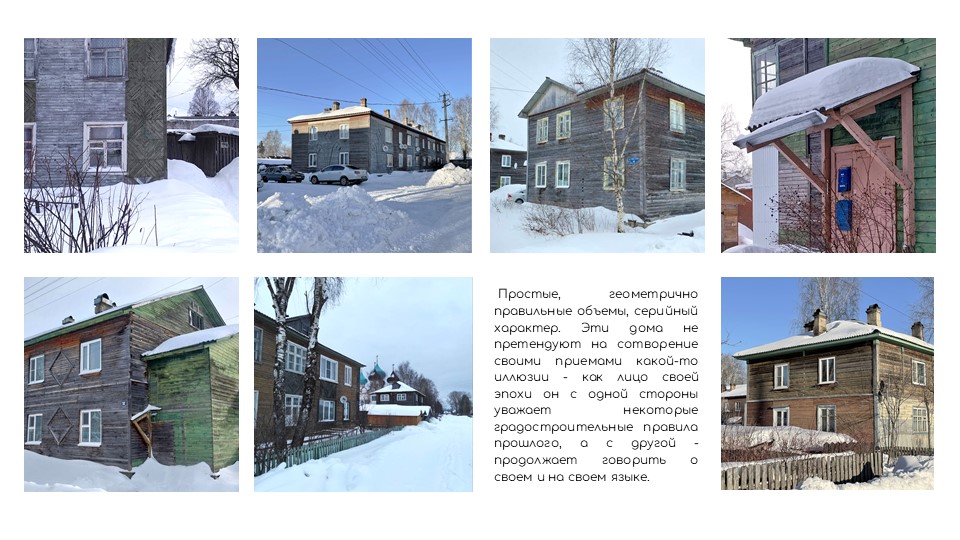 Простые, геометрично
правильные объемы, серийный
характер. Эти дома не
претендуют на сотворение
своими приемами какой-то
иллюзии - как лицо своей
эпохи он с одной стороны
уважает некоторые
градостроительные правила
прошлого, а с другой -
продолжает говорить о
своем и на своем языке.